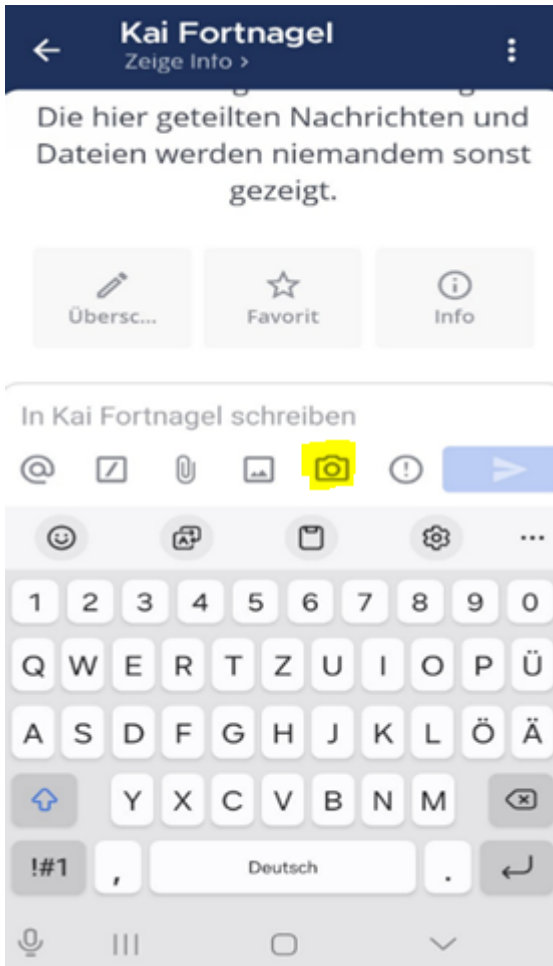 Kai Fortnagel
Zeige Info >
Die hier geteilten Nachrichten und
Dateien werden niemandem sonst
gezeigt.
Übersc...
Favorit
Info
In Kai Fortnagel schreiben
1 2 3 4 5 6 7 8 9 0
Q W E R T Z U I O P Ü
A S D F G H J K L Ö Ä
Y X C V B N M
!#1 , Deutsch .